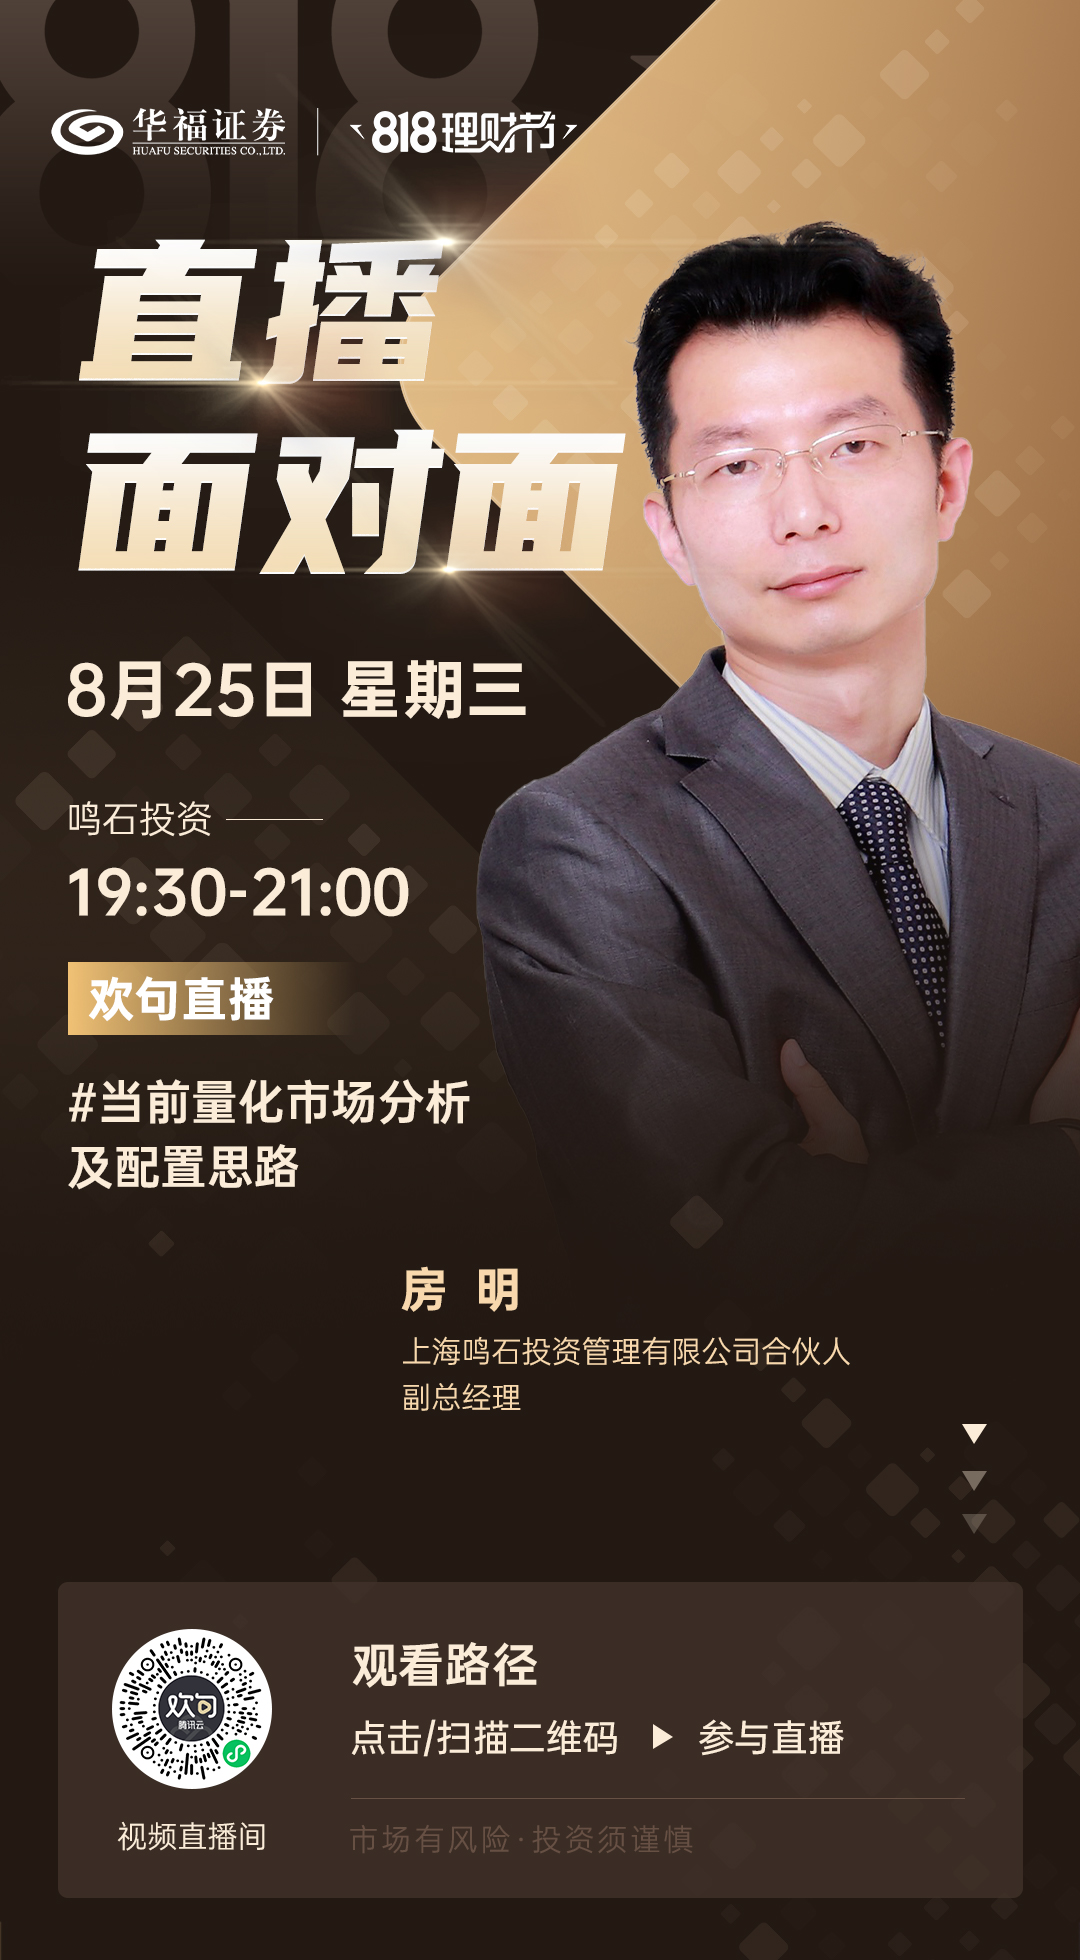 华福证券
HUAFU SECURITIES CO.,LTD.
818理财节
直播
面对面
8月25日 星期三
鸣石投资
19:30-21:00
欢句直播
#当前量化市场分析
及配置思路
房 明
上海鸣石投资管理有限公司合伙人
副总经理
观看路径
点击/扫描二维码 ▶ 参与直播
欢句
腾讯云
视频直播间
市场有风险·投资须谨慎